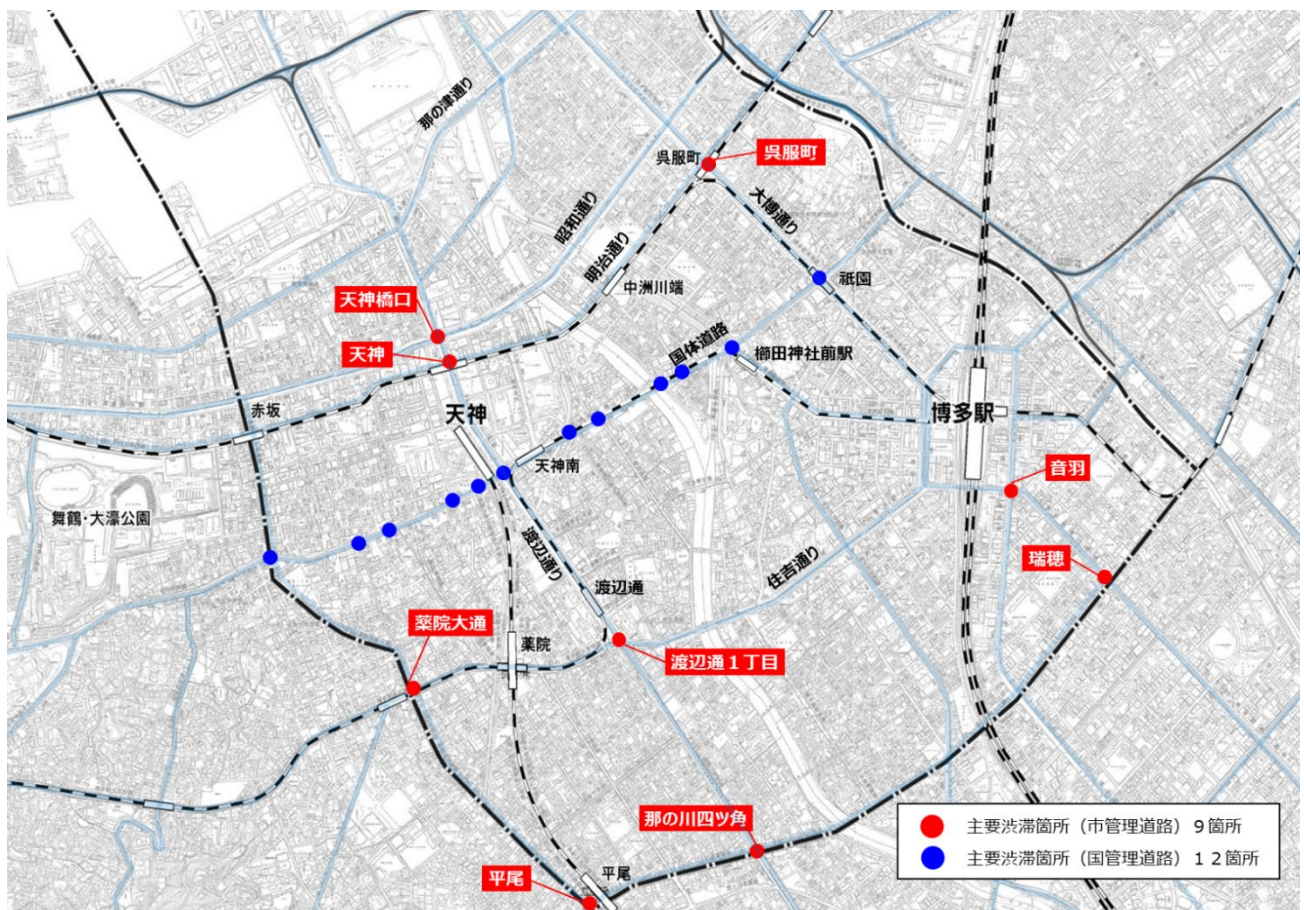 那の津通り
呉服町
呉服町
昭和通り
明治通り
大博通り
祇園
中洲川端
天神橋口
天神
国体道路
櫛田神社前駅
赤坂
天神
博多駅
天神南
音羽
舞鶴・大濠公園
渡辺通り
住吉通り
瑞穂
渡辺通
薬院大通
薬院
渡辺通1丁目
那の川四ツ角
平尾
平尾
主要渋滞箇所（市管理道路）９箇所
主要渋滞箇所（国管理道路）１２箇所